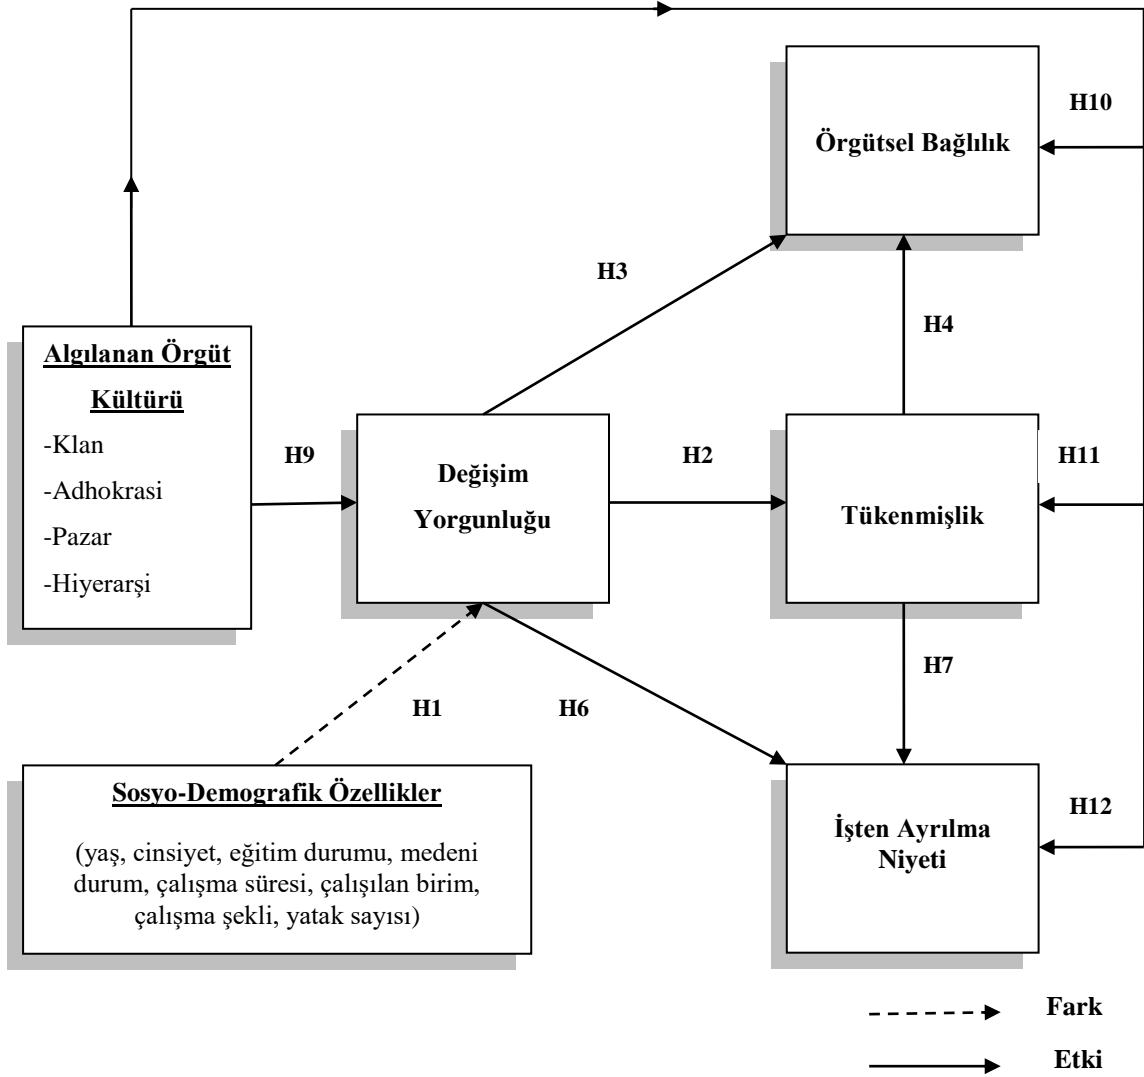 H10
Örgütsel Bağlılık
H3
H4
Algılanan Örgüt
Kültürü
-Klan
-Adhokrasi
-Pazar
-Hiyerarşi
H9
Değişim
Yorgunluğu
H2
Tükenmişlik
H11
H1
H6
H7
Sosyo-Demografik Özellikler
(yaş, cinsiyet, eğitim durumu, medeni
durum, çalışma süresi, çalışılan birim,
çalışma şekli, yatak sayısı)
İşten Ayrılma
Niyeti
H12
Fark
Etki